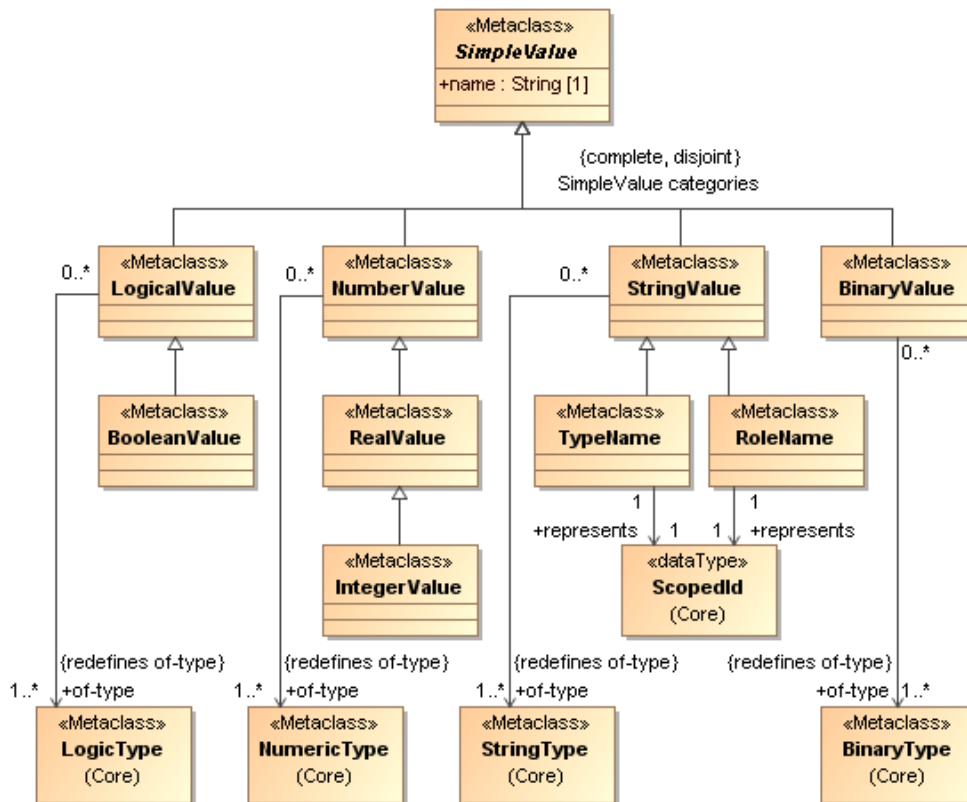 «Metaclass»
SimpleValue
+name : String [1]
{complete, disjoint}
SimpleValue categories
0..*
«Metaclass»
LogicalValue
0..*
«Metaclass»
NumberValue
0..*
«Metaclass»
StringValue
«Metaclass»
BinaryValue
0..*
«Metaclass»
BooleanValue
«Metaclass»
RealValue
«Metaclass»
TypeName
«Metaclass»
RoleName
1
1
+represents
1
1
+represents
«Metaclass»
IntegerValue
«dataType»
ScopedId
(Core)
{redefines of-type}
1..*
+of-type
{redefines of-type}
1..*
+of-type
{redefines of-type}
1..*
+of-type
{redefines of-type}
+of-type
1..*
«Metaclass»
LogicType
(Core)
«Metaclass»
NumericType
(Core)
«Metaclass»
StringType
(Core)
«Metaclass»
BinaryType
(Core)